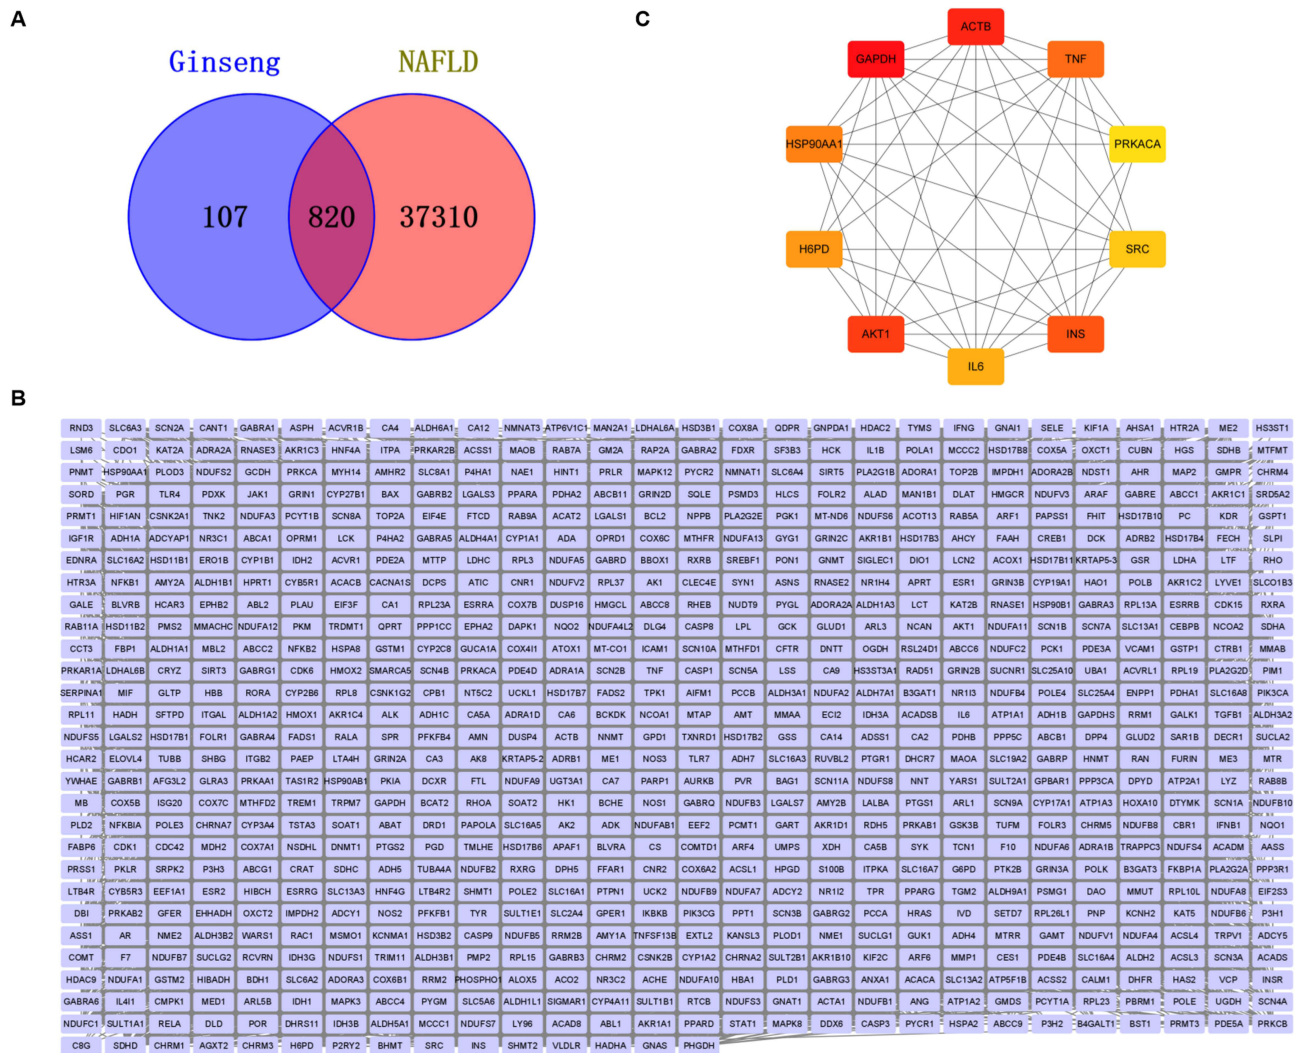 A
Ginseng NAFLD
107 820 37310
C
ACTB
GAPDH TNF
HSP90AA1 PRKACA
H6PD SRC
AKT1 INS
IL6
B
RND3 SLC6A3 SCN2A CANT1 GABRA1 ASPH ACVR1B CA4 ALDH6A1 CA12 NMNAT3 ATP6V1C1 MAN2A1 LDHAL6A HSD3B1 COX8A QDPR GNPDA1 HDAC2 TYMS IFNG GNAI1 SELE KIF1A AHSA1 HTR2A ME2 HS3ST1
LSM6 CDO1 KAT2A ADRA2A RNASE3 AKR1C3 HNF4A ITPA PRKAR2B ACSS1 MAOB RAB7A GM2A RAP2A GABRA2 FDXR SF3B3 HCK IL1B POLA1 MCCC2 HSD17B8 COX5A OXCT1 CUBN HGS SDHB MTFMT
PNMT HSP90AA1 PLOD3 NDUFS2 GCDH PRKCA MYH14 AMHR2 SLC8A1 P4HA1 NAE1 HINT1 PRLR MAPK12 PYCR2 NMNAT1 SLC6A4 SIRT5 PLA2G1B ADORA1 TOP2B IMPDH1 ADORA2B NDST1 AHR MAP2 GMPR CHRM4
SORD PGR TLR4 PDXK JAK1 GRIN1 CYP27B1 BAX GABRB2 LGALS3 PPARA PDHA2 ABCB11 GRIN2D SQLE PSMD3 HLCS FOLR2 ALAD MAN1B1 DLAT HMGCR NDUFV3 ARAF GABRE ABCC1 AKR1C1 SRD5A2
PRMT1 HIF1AN CSNK2A1 TNK2 NDUFA3 PCYT1B SCN8A TOP2A EIF4E FTCD RAB9A ACAT2 LGALS1 BCL2 NPPB PLA2G2E PGK1 MT-ND6 NDUFS6 ACOT13 RAB5A ARF1 PAPSS1 FHIT HSD17B10 PC KDR GSPT1
IGF1R ADH1A ADCYAP1 NR3C1 ABCA1 OPRM1 LCK P4HA2 GABRA5 ALDH4A1 CYP1A1 ADA OPRD1 COX6C MTHFR NDUFA13 GYG1 GRIN2C AKR1B1 HSD17B3 AHCY FAAH CREB1 DCK ADRB2 HSD17B4 FECH SLPI
EDNRA SLC16A2 HSD11B1 ERO1B CYP1B1 IDH2 ACVR1 PDE2A MTTP LDHC RPL3 NDUFA5 GABRD BBOX1 RXRB SREBF1 PON1 GNMT SIGLEC1 DIO1 LCN2 ACOX1 HSD17B11 KRTAP5-3 GSR LDHA LTF RHO
HTR3A NFKB1 AMY2A ALDH1B1 HPRT1 CYB5R1 ACACB CACNA1S DCPS ATIC CNR1 NDUFV2 RPL37 AK1 CLEC4E SYN1 ASNS RNASE2 NR1H4 APRT ESR1 GRIN3B CYP19A1 HAO1 POLB AKR1C2 LYVE1 SLCO1B3
GALE BLVRB HCAR3 EPHB2 ABL2 PLAU EIF3F CA1 RPL23A ESRRA COX7B DUSP16 HMGCL ABCC8 RHEB NUDT9 PYGL ADORA2A ALDH1A3 LCT KAT2B RNASE1 HSP90B1 GABRA3 RPL13A ESRRB CDK15 RXRA
RAB11A HSD11B2 PMS2 MMACHC NDUFA12 PKM TRDMT1 QPRT PPP1CC EPHA2 DAPK1 NQO2 NDUFA4L2 DLG4 CASP8 LPL GCK GLUD1 ARL3 NCAN AKT1 NDUFA11 SCN1B SCN7A SLC13A1 CEBPB NCOA2 SDHA
CCT3 FBP1 ALDH1A1 MBL2 ABCC2 NFKB2 HSPA8 GSTM1 CYP2C8 GUCA1A COX4I1 ATOX1 MT-CO1 ICAM1 SCN10A MTHFD1 CFTR DNTT OGDH RSL24D1 ABCC6 NDUFC2 PCK1 PDE3A VCAM1 GSTP1 CTRB1 MMAB
PRKAR1A LDHAL6B CRYZ SIRT3 GABRG1 CDK6 HMOX2 SMARCA5 SCN4B PRKACA PDE4D ADRA1A SCN2B TNF CASP1 SCN5A LSS CA9 HS3ST3A1 RAD51 GRIN2B SUCNR1 SLC25A10 UBA1 ACVRL1 RPL19 PLA2G2D PIM1
SERPINA1 MIF GLTP HBB RORA CYP2B6 RPL8 CSNK1G2 CPB1 NT5C2 UCKL1 HSD17B7 FADS2 TPK1 AIFM1 PCCB ALDH3A1 NDUFA2 ALDH7A1 B3GAT1 NR1I3 NDUFB4 POLE4 SLC25A4 ENPP1 PDHA1 SLC16A8 PIK3CA
RPL11 HADH SFTPD ITGAL ALDH1A2 HMOX1 AKR1C4 ALK ADH1C CA5A ADRA1D CA6 BCKDK NCOA1 MTAP AMT MMAA ECI2 IDH3A ACADSB IL6 ATP1A1 ADH1B GAPDHS RRM1 GALK1 TGFB1 ALDH3A2
NDUFS5 LGALS2 HSD17B1 FOLR1 GABRA4 FADS1 RALA SPR PFKFB4 AMN DUSP4 ACTB NNMT GPD1 TXNRD1 HSD17B2 GSS CA14 ADSS1 CA2 PDHB PPP5C ABCB1 DPP4 GLUD2 SAR1B DECR1 SUCLA2
HCAR2 ELOVL4 TUBB SHBG ITGB2 PAEP LTA4H GRIN2A CA3 AK8 KRTAP5-2 ADRB1 ME1 NOS3 TLR7 ADH7 SLC16A3 RUVBL2 PTGR1 DHCR7 MAOA SLC19A2 GABRP HNMT RAN FURIN ME3 MTR
YWHAE GABRB1 AFG3L2 GLRA3 PRKAA1 TAS1R2 HSP90AB1 PKIA DCXR FTL NDUFA9 UGT3A1 CA7 PARP1 AURKB PVR BAG1 SCN11A NDUFS8 NNT YARS1 SULT2A1 GPBAR1 PPP3CA DPYD ATP2A1 LYZ RAB8B
MB COX5B ISG20 COX7C MTHFD2 TREM1 TRPM7 GAPDH BCAT2 RHOA SOAT2 HK1 BCHE NOS1 GABRQ NDUFB3 LGALS7 AMY2B LALBA PTGS1 ARL1 SCN9A CYP17A1 ATP1A3 HOXA10 DTYMK SCN1A NDUFB10
PLD2 NFKBIA POLE3 CHRNA7 CYP3A4 TSTA3 SOAT1 ABAT DRD1 PAPOLA SLC16A5 AK2 ADK NDUFAB1 EEF2 PCMT1 GART AKR1D1 RDH5 PRKAB1 GSK3B TUFM FOLR3 CHRM5 NDUFB8 CBR1 IFNB1 NQO1
FABP6 CDK1 CDC42 MDH2 COX7A1 NSDHL DNMT1 PTGS2 PGD TMLHE HSD17B6 APAF1 BLVRA CS COMTD1 ARF4 UMPS XDH CA5B SYK TCN1 F10 NDUFA6 ADRA1B TRAPPC3 NDUFS4 ACADM AASS
PRSS1 PKLR SRPK2 P3H3 ABCG1 CRAT SDHC ADH5 TUBA4A NDUFB2 RXRG DPH5 FFAR1 CNR2 COX6A2 ACSL1 HPGD S100B ITPKA SLC16A7 G6PD PTK2B GRIN3A POLK B3GAT3 FKBP1A PLA2G2A PPP3R1
LTB4R CYB5R3 EEF1A1 ESR2 HIBCH ESRRG SLC13A3 HNF4G LTB4R2 SHMT1 POLE2 SLC16A1 PTPN1 UCK2 NDUFB9 NDUFA7 ADCY2 NR1I2 TPR PPARG TGM2 ALDH9A1 PSMG1 DAO MMUT RPL10L NDUFA8 EIF2S3
DBI PRKAB2 GFER EHHADH OXCT2 IMPDH2 ADCY1 NOS2 PFKFB1 TYR SULT1E1 SLC2A4 GPER1 IKBKB PIK3CG PPT1 SCN3B GABRG2 PCCA HRAS IVD SETD7 RPL26L1 PNP KCNH2 KAT5 NDUFB6 P3H1
ASS1 AR NME2 ALDH3B2 WARS1 RAC1 MSMO1 KCNMA1 HSD3B2 CASP9 NDUFB5 RRM2B AMY1A TNFSF13B EXTL2 KANSL3 PLOD1 NME1 SUCLG1 GUK1 ADH4 MTRR GAMT NDUFV1 NDUFA4 ACSL4 TRPV1 ADCY5
COMT F7 NDUFB7 SUCLG2 RCVRN IDH3G NDUFS1 TRIM11 ALDH3B1 PMP2 RPL15 GABRB3 CHRM2 CSNK2B CYP1A2 CHRNA2 SULT2B1 AKR1B10 KIF2C ARF6 MMP1 CES1 PDE4B SLC16A4 ALDH2 ACSL3 SCN3A ACADS
HDAC9 NDUFA1 GSTM2 HIBADH BDH1 SLC6A2 ADORA3 COX6B1 RRM2 PHOSPHO1 ALOX5 ACO2 NR3C2 ACHE NDUFA10 HBA1 PLD1 GABRG3 ANXA1 ACACA SLC13A2 ATP5F1B ACSS2 CALM1 DHFR HAS2 VCP INSR
GABRA6 IL4I1 CMPK1 MED1 ARL5B IDH1 MAPK3 ABCC4 PYGM SLC5A6 ALDH1L1 SIGMAR1 CYP4A11 SULT1B1 RTCB NDUFS3 GNAT1 ACTA1 NDUFB1 ANG ATP1A2 GMDS PCYT1A RPL23 PBRM1 POLE UGDH SCN4A
NDUFC1 SULT1A1 RELA DLD POR DHRS11 IDH3B ALDH5A1 MCCC1 NDUFS7 LY96 ACAD8 ABL1 AKR1A1 PPARD STAT1 MAPK8 DDX6 CASP3 PYCR1 HSPA2 ABCC9 P3H2 B4GALT1 BST1 PRMT3 PDE5A PRKCB
C8G SDHD CHRM1 AGXT2 CHRM3 H6PD P2RY2 BHMT SRC INS SHMT2 VLDLR HADHA GNAS PHGDH